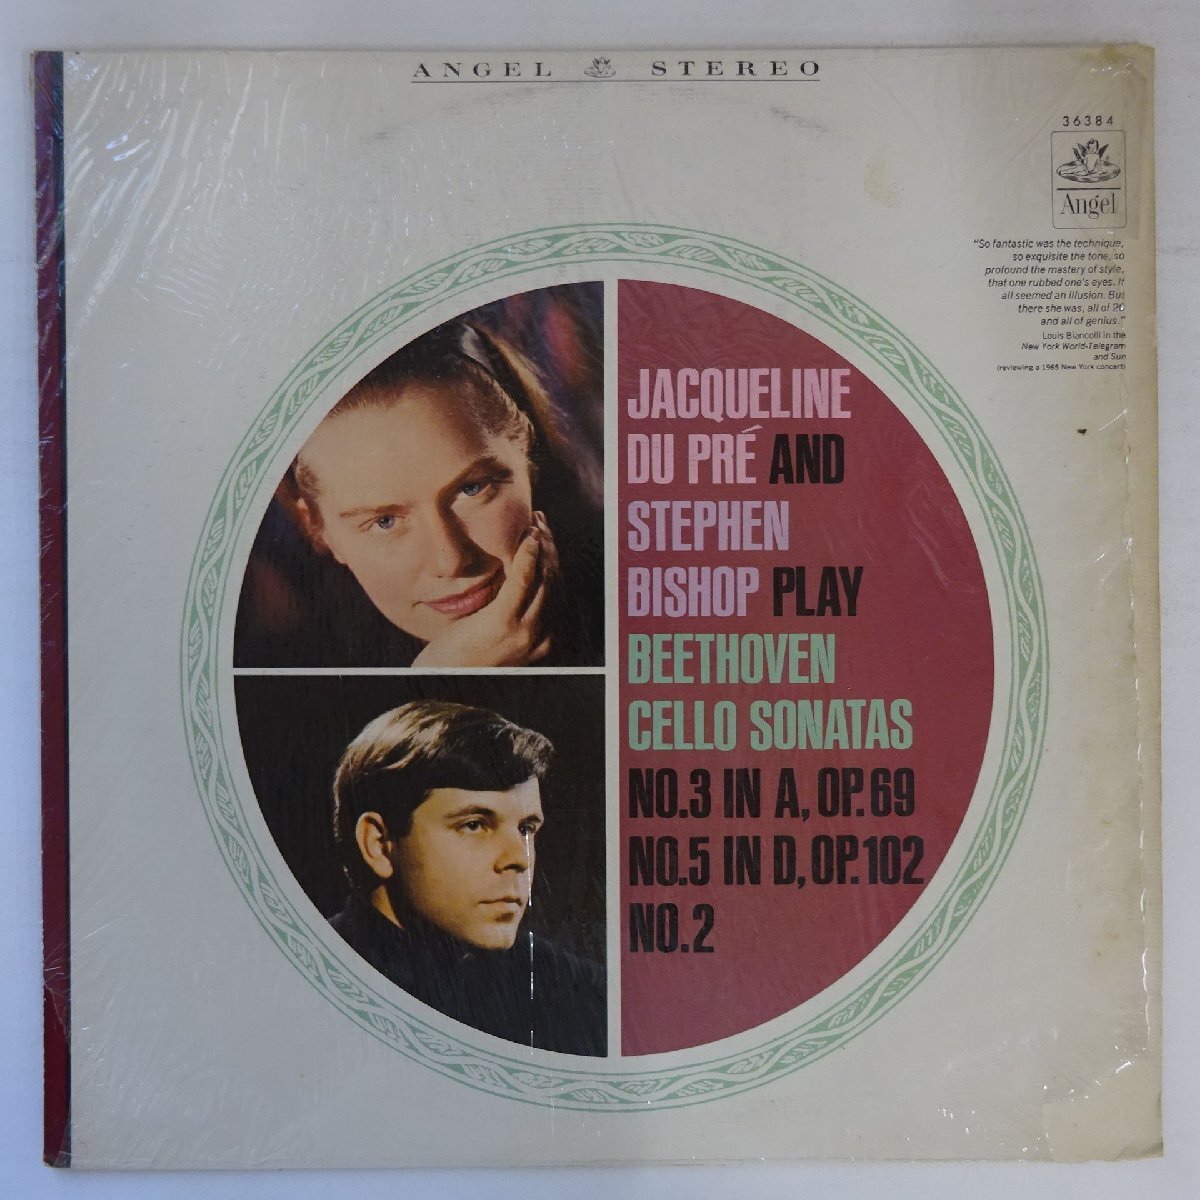 ANGEL STEREO
36384
Angel
"So fantastic was the technique,
so exquisite the tone, so
profound the mastery of style,
that one rubbed one's eyes. It
all seemed an illusion. But
there she was, all of 20
and all of genius."
Louis Biancolli in the
New York World-Telegram
and Sun
(reviewing a 1965 New York concert)
JACQUELINE
DU PRÉ AND
STEPHEN
BISHOP PLAY
BEETHOVEN
CELLO SONATAS
NO.3 IN A, OP.69
NO.5 IN D, OP.102
NO.2